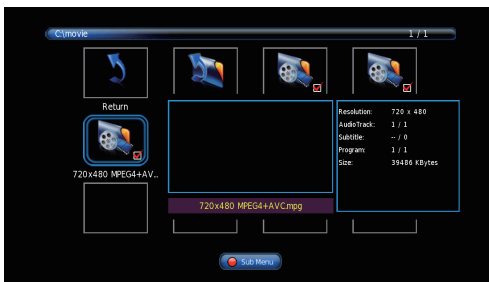 C:\movie
1 / 1
Return
Resolution: 720 x 480
AudioTrack: 1 / 1
Subtitle: -- / 0
Program: 1 / 1
Size: 39486 KBytes
720x480 MPEG4+AV...
720x480 MPEG4+AVC.mpg
Sub Menu